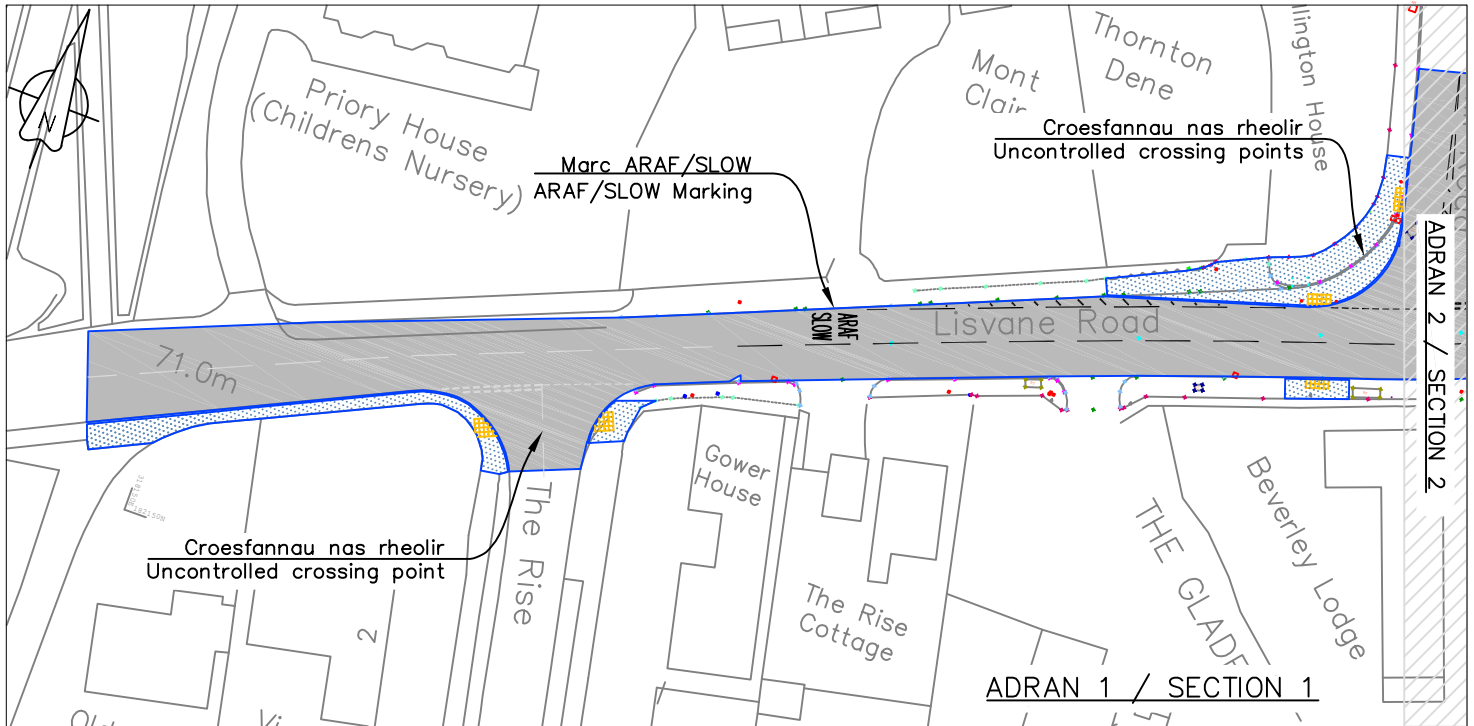 N
Priory House
(Childrens Nursery)
Mont
Clair
Thornton
Dene
llington House
Croesfannau nas rheolir
Uncontrolled crossing points
Marc ARAF/SLOW
ARAF/SLOW Marking
ARAF
SLOW
Lisvane Road
71.0m
ADRAN 2 / SECTION 2
The Rise
Gower
House
The Rise
Cottage
THE GLADE
Beverley Lodge
318150E
182150N
Croesfannau nas rheolir
Uncontrolled crossing point
2
ADRAN 1 / SECTION 1